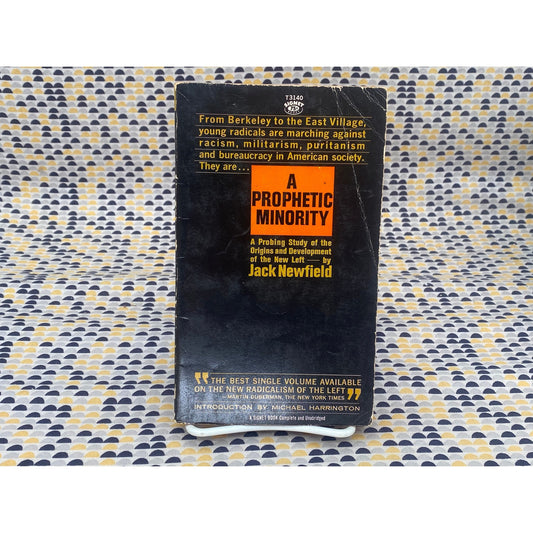 T3140
SIGNET
75¢
From Berkeley to the East Village,
young radicals are marching against
racism, militarism, puritanism
and bureaucracy in American society.
They are...
A
PROPHETIC
MINORITY
A Probing Study of the
Origins and Development
of the New Left — by
Jack Newfield
"THE BEST SINGLE VOLUME AVAILABLE
ON THE NEW RADICALISM OF THE LEFT"
—MARTIN DUBERMAN, THE NEW YORK TIMES
INTRODUCTION BY MICHAEL HARRINGTON
A SIGNET BOOK Complete and Unabridged